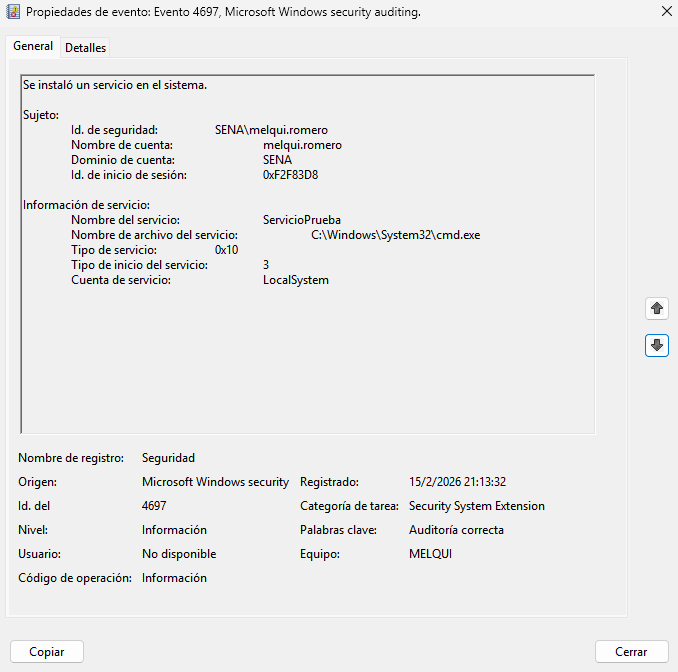 Propiedades de evento: Evento 4697, Microsoft Windows security auditing.
General Detalles
Se instaló un servicio en el sistema.
Sujeto:
Id. de seguridad: SENA\melqui.romero
Nombre de cuenta: melqui.romero
Dominio de cuenta: SENA
Id. de inicio de sesión: 0xF2F83D8
Información de servicio:
Nombre del servicio: ServicioPrueba
Nombre de archivo del servicio: C:\Windows\System32\cmd.exe
Tipo de servicio: 0x10
Tipo de inicio del servicio: 3
Cuenta de servicio: LocalSystem
Nombre de registro: Seguridad
Origen: Microsoft Windows security Registrado: 15/2/2026 21:13:32
Id. del 4697 Categoría de tarea: Security System Extension
Nivel: Información Palabras clave: Auditoría correcta
Usuario: No disponible Equipo: MELQUI
Código de operación: Información
Copiar Cerrar